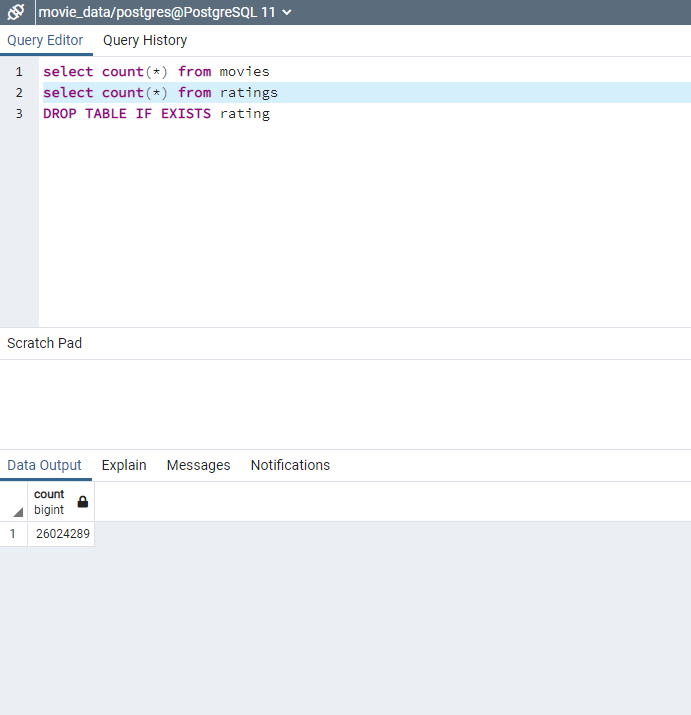 movie_data/postgres@PostgreSQL 11
Query Editor Query History
1 select count(*) from movies
2 select count(*) from ratings
3 DROP TABLE IF EXISTS rating
Scratch Pad
Data Output Explain Messages Notifications
count
bigint
1 26024289